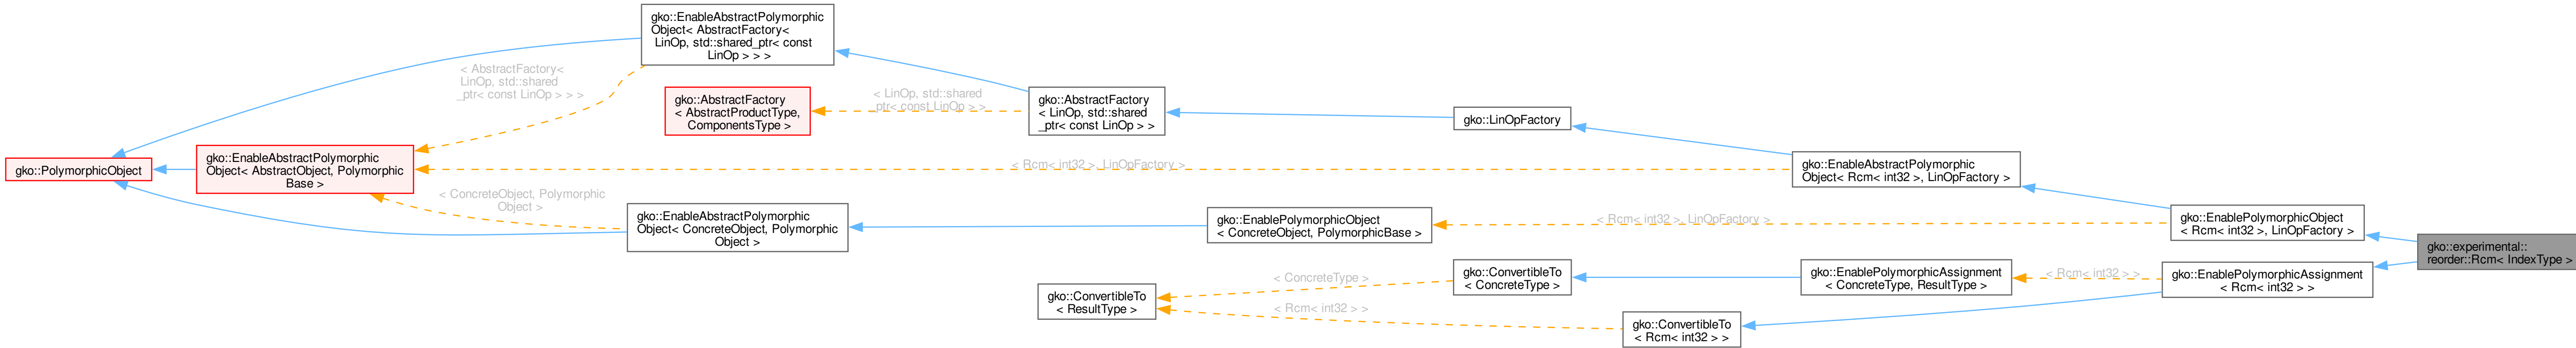 gko::PolymorphicObject
gko::EnableAbstractPolymorphic
Object< AbstractObject, Polymorphic
Base >
gko::EnableAbstractPolymorphic
Object< AbstractFactory<
LinOp, std::shared_ptr< const
LinOp > > >
< AbstractFactory<
LinOp, std::shared
_ptr< const LinOp > > >
gko::AbstractFactory
< AbstractProductType,
ComponentsType >
< LinOp, std::shared
_ptr< const LinOp > >
gko::AbstractFactory
< LinOp, std::shared
_ptr< const LinOp > >
gko::LinOpFactory
< Rcm< int32 >, LinOpFactory >
gko::EnableAbstractPolymorphic
Object< Rcm< int32 >, LinOpFactory >
< ConcreteObject, Polymorphic
Object >
gko::EnableAbstractPolymorphic
Object< ConcreteObject, Polymorphic
Object >
gko::EnablePolymorphicObject
< ConcreteObject, PolymorphicBase >
< Rcm< int32 >, LinOpFactory >
gko::EnablePolymorphicObject
< Rcm< int32 >, LinOpFactory >
gko::experimental::
reorder::Rcm< IndexType >
gko::ConvertibleTo
< ResultType >
< ConcreteType >
< Rcm< int32 > >
gko::ConvertibleTo
< ConcreteType >
gko::EnablePolymorphicAssignment
< ConcreteType, ResultType >
< Rcm< int32 > >
gko::EnablePolymorphicAssignment
< Rcm< int32 > >
gko::ConvertibleTo
< Rcm< int32 > >